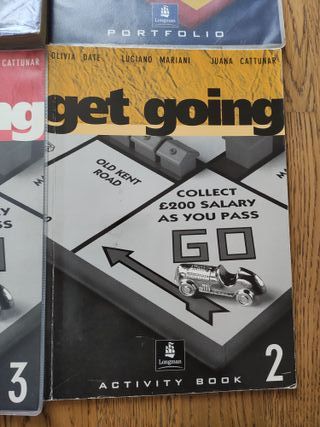 Longman
PORTFOLIO
CATTUNAR
OLIVIA DATE LUCIANO MARIANI JUANA CATTUNAR
ng
get going
OLD KENT
ROAD
COLLECT
£200 SALARY
AS YOU PASS
GO
Longman
ACTIVITY BOOK 2
3